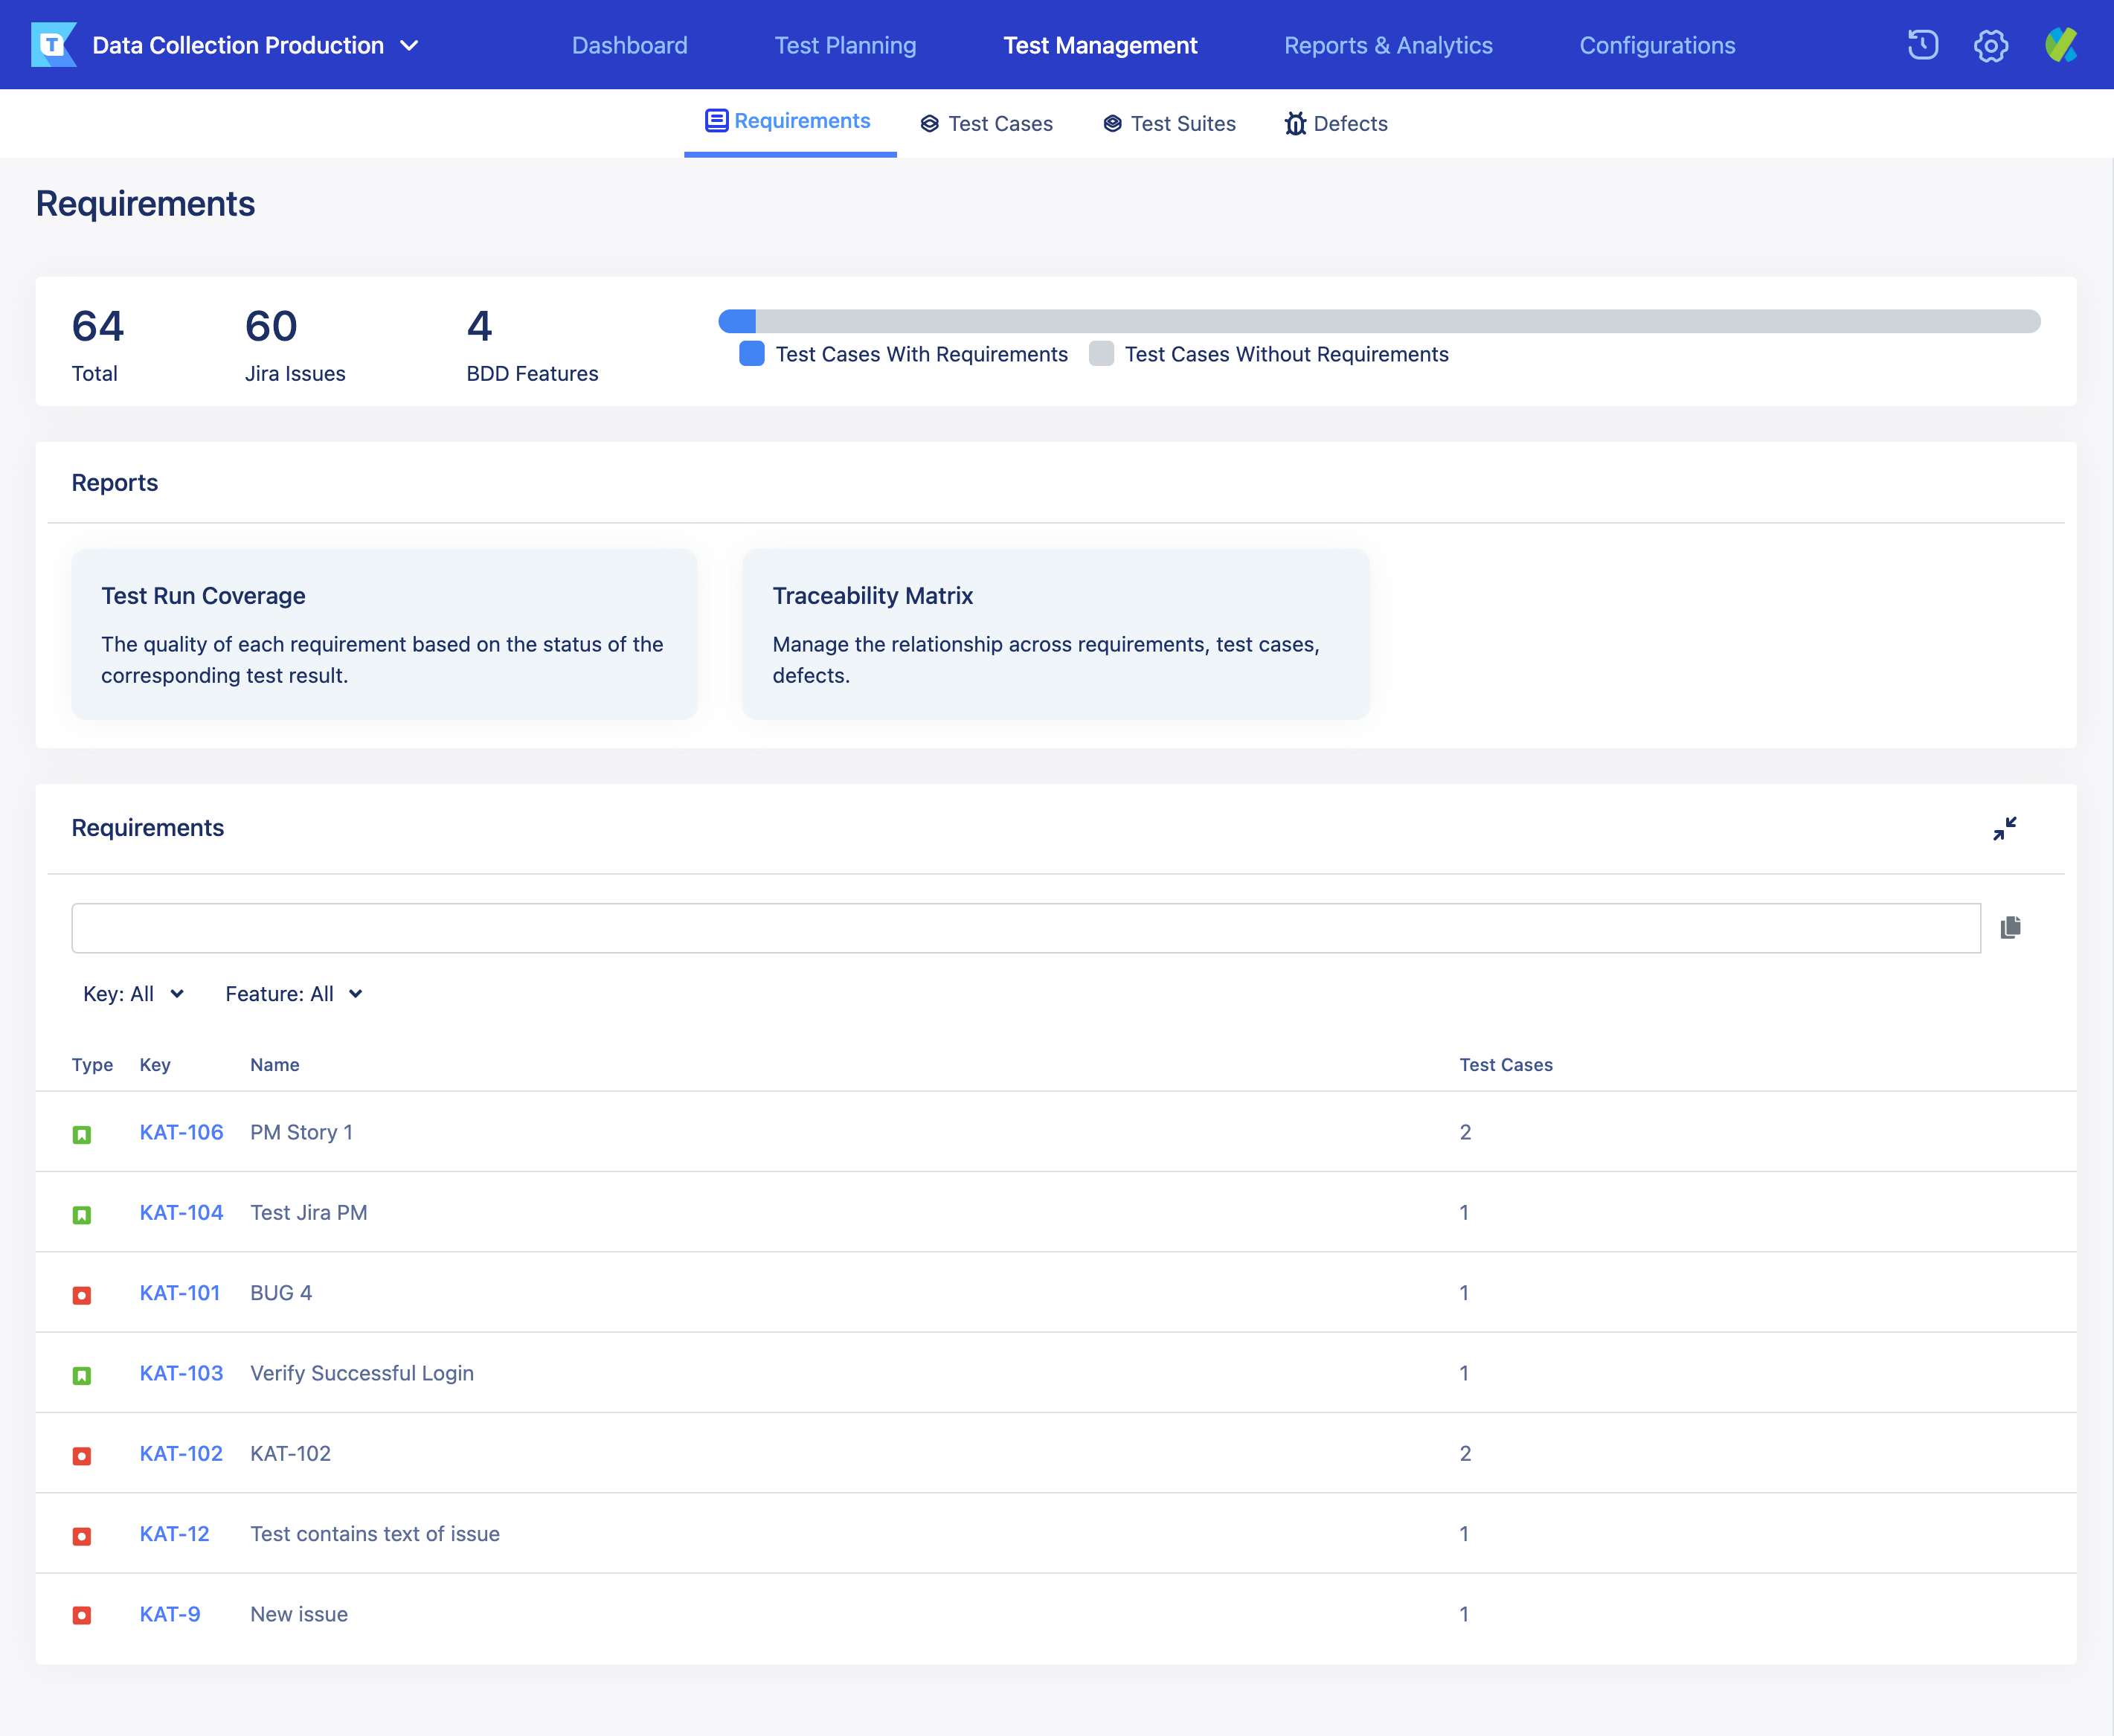 Data Collection Production
Dashboard
Test Planning
Test Management
Reports & Analytics
Configurations
Requirements
Test Cases
Test Suites
Defects
Requirements
64
60
4
Total
Jira Issues
BDD Features
Test Cases With Requirements
Test Cases Without Requirements
Reports
Test Run Coverage
The quality of each requirement based on the status of the
corresponding test result.
Traceability Matrix
Manage the relationship across requirements, test cases,
defects.
Requirements
Key: All
Feature: All
Type Key Name Test Cases
KAT-106 PM Story 1 2
KAT-104 Test Jira PM 1
KAT-101 BUG 4 1
KAT-103 Verify Successful Login 1
KAT-102 KAT-102 2
KAT-12 Test contains text of issue 1
KAT-9 New issue 1